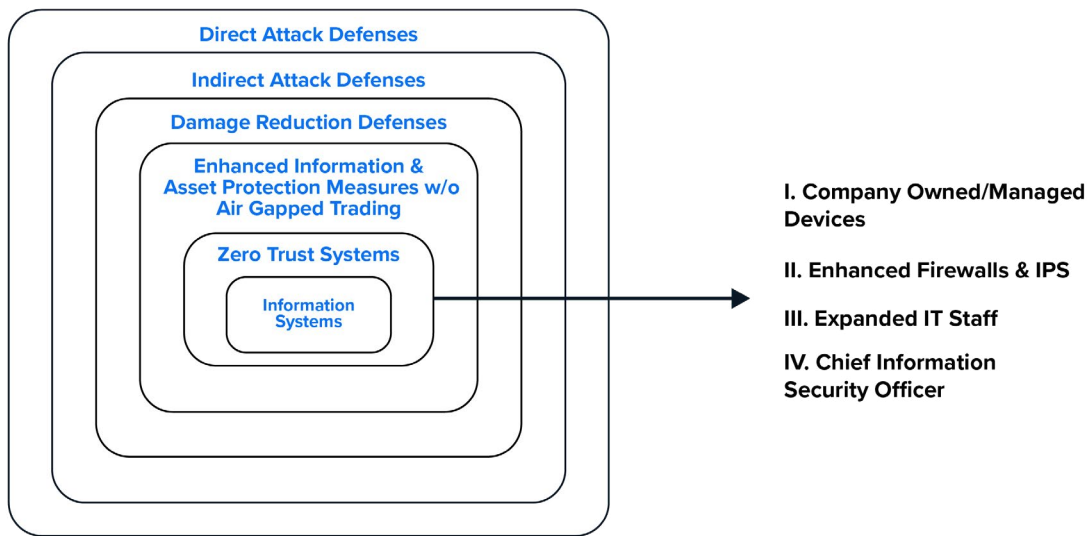 Direct Attack Defenses
Indirect Attack Defenses
Damage Reduction Defenses
Enhanced Information &
Asset Protection Measures w/o
Air Gapped Trading
Zero Trust Systems
Information
Systems
I. Company Owned/Managed
Devices
II. Enhanced Firewalls & IPS
III. Expanded IT Staff
IV. Chief Information
Security Officer